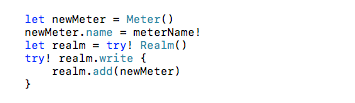 let newMeter = Meter()
newMeter.name = meterName!
let realm = try! Realm()
try! realm.write {
    realm.add(newMeter)
}